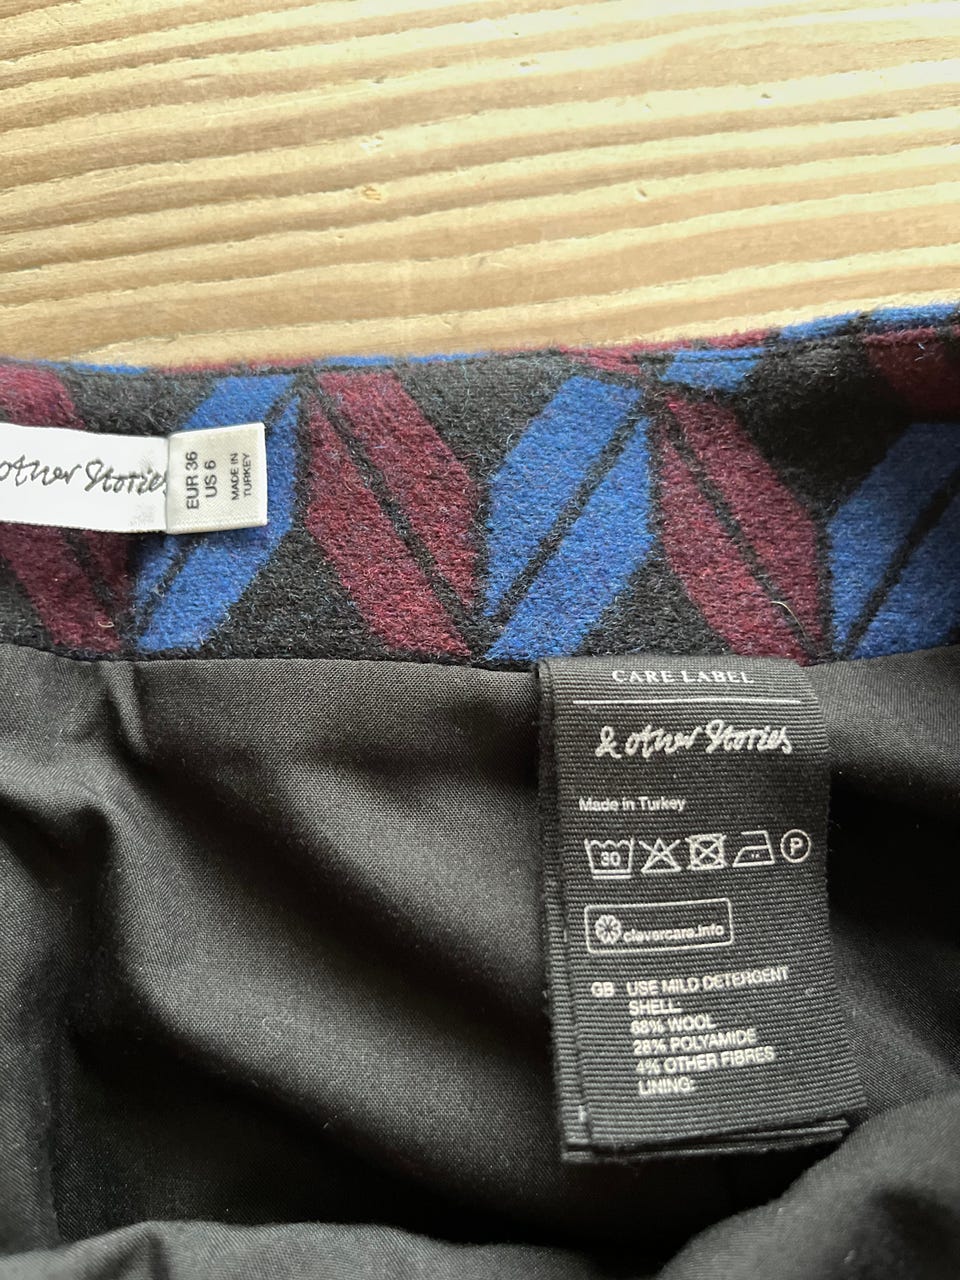 other Stories
EUR 36
US 6
MADE IN
TURKEY
CARE LABEL
& other Stories
Made in Turkey
30 P
clevercare.info
GB USE MILD DETERGENT
SHELL:
68% WOOL
28% POLYAMIDE
4% OTHER FIBRES
LINING: